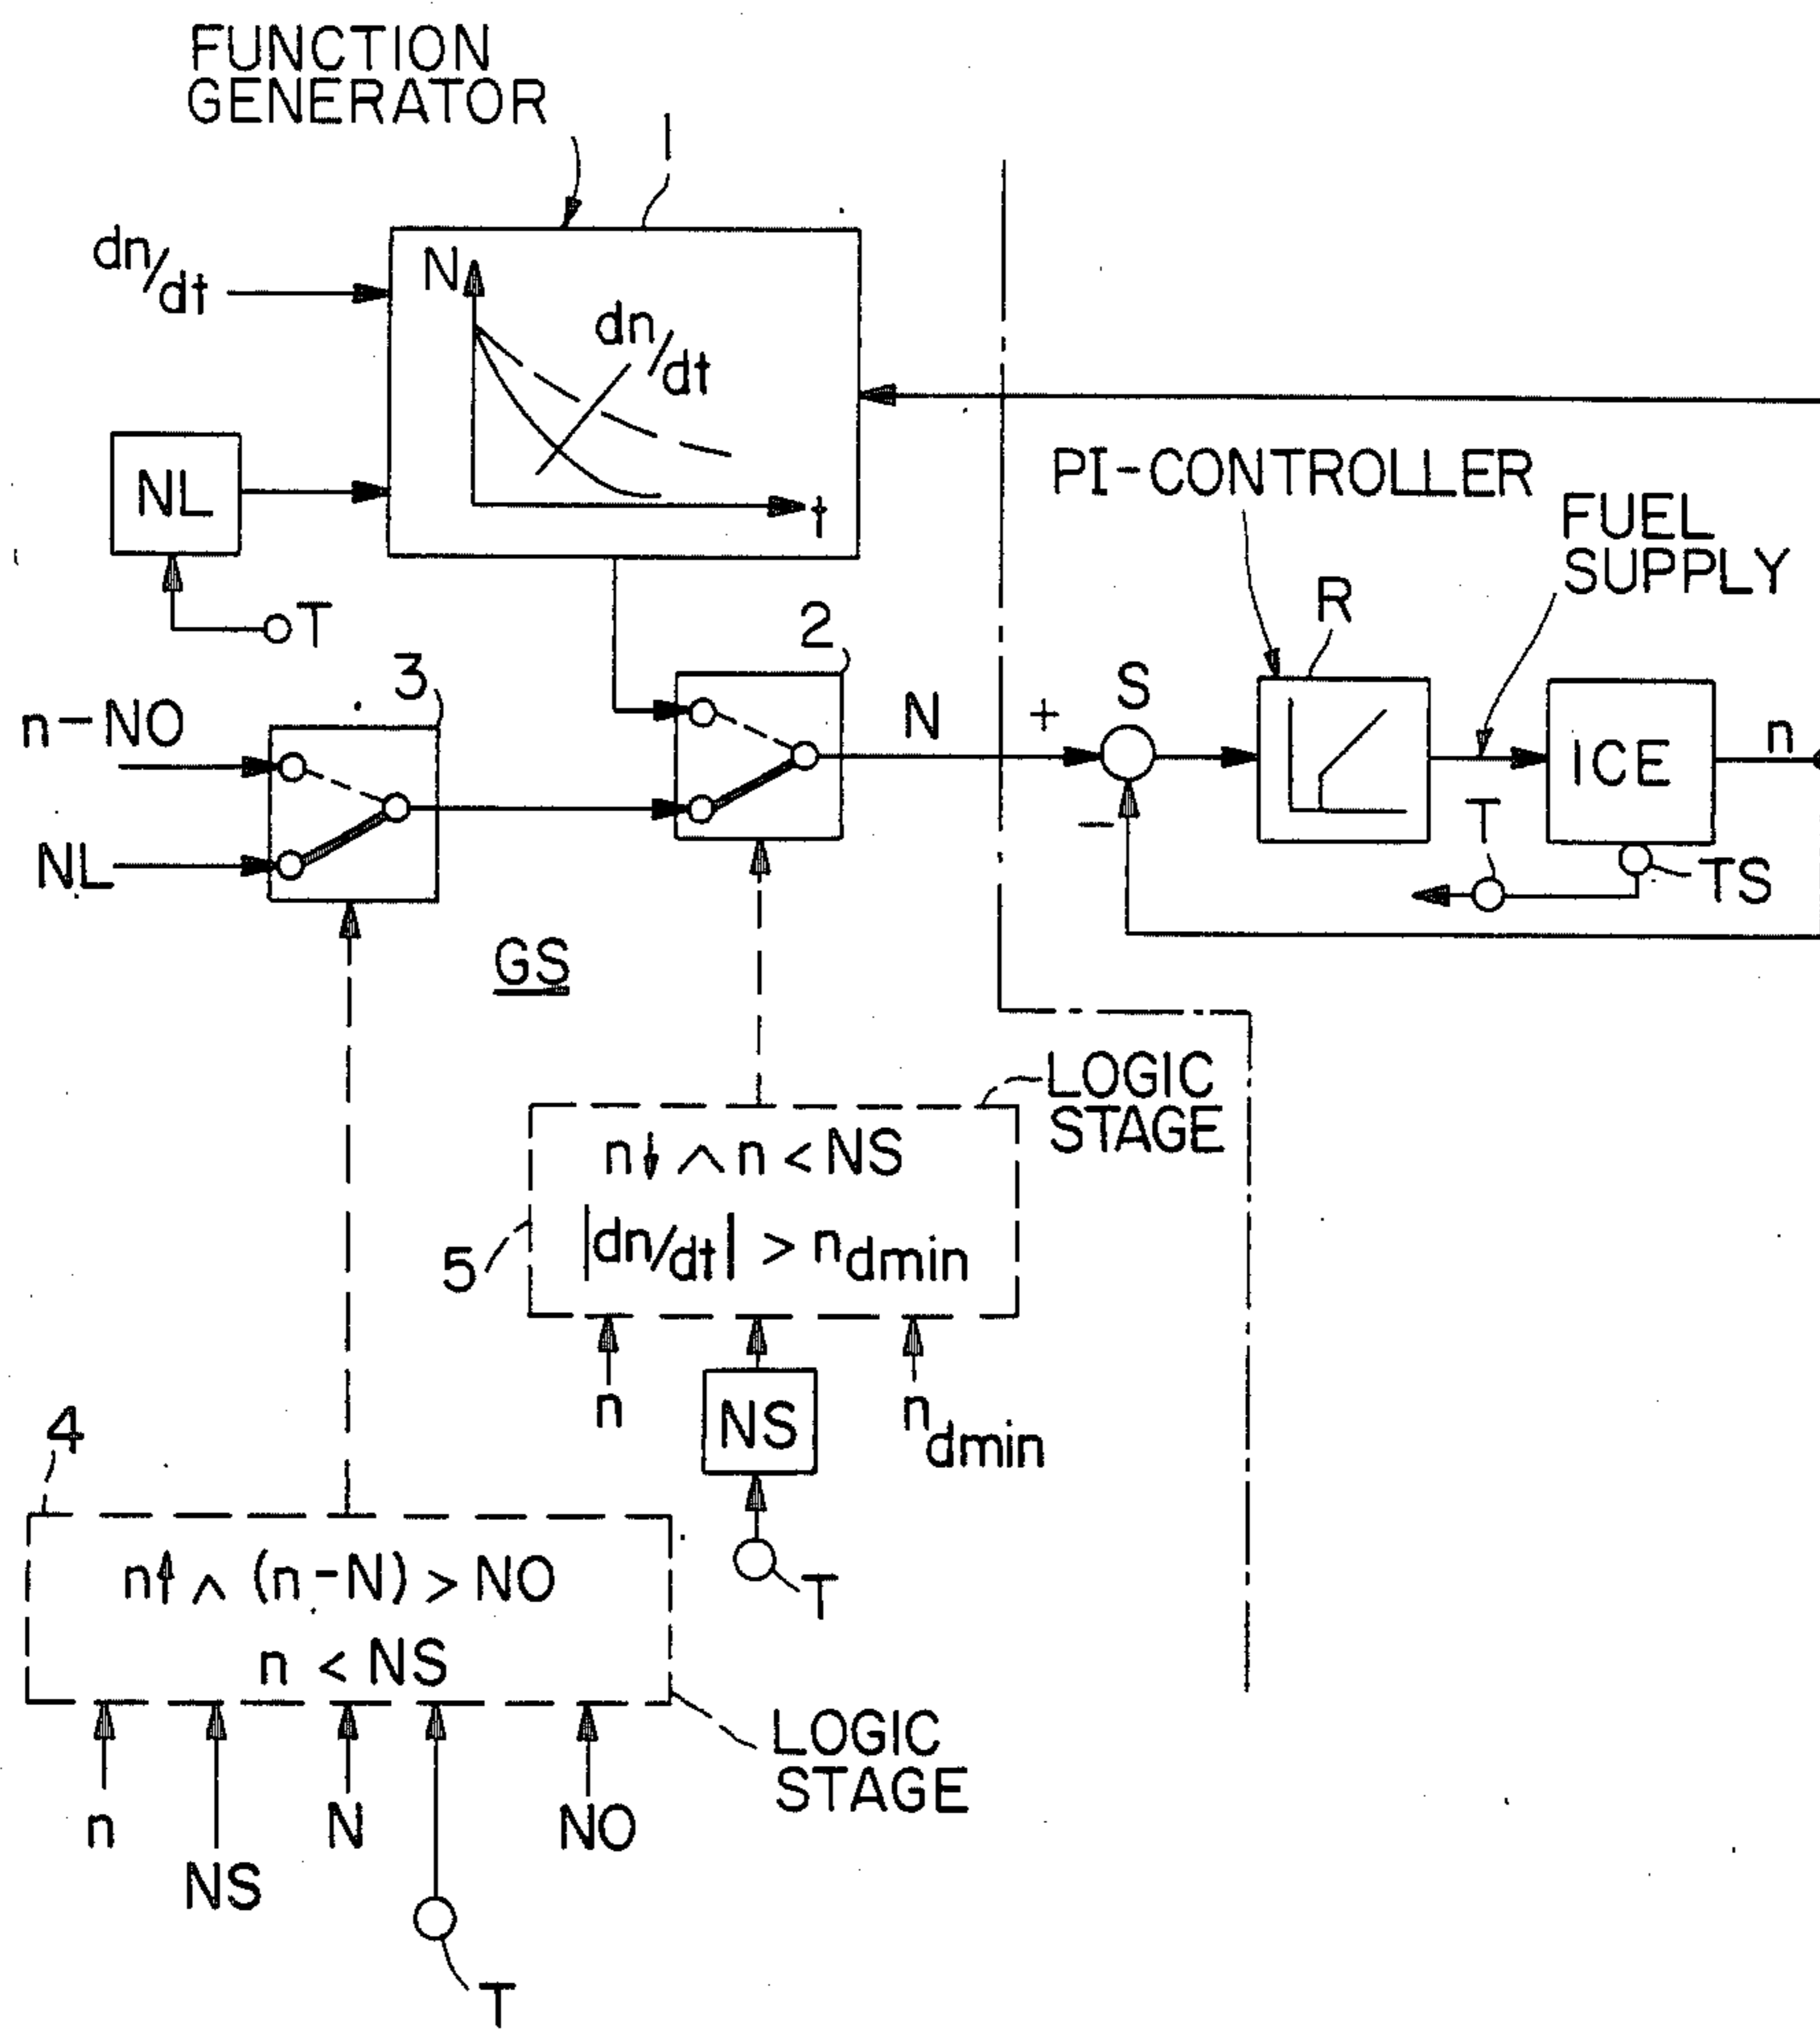 FUNCTION
GENERATOR
1
dn/dt
N
dn/dt
t
NL
T
PI-CONTROLLER
FUEL
SUPPLY
R
2
3
n-NO
NL
N
+
S
-
ICE
n
T
TS
GS
LOGIC
STAGE
n↓ ∧ n < NS
|dn/dt| > ndmin
5
n
NS
ndmin
T
4
n↑ ∧ (n-N) > NO
n < NS
LOGIC
STAGE
n
NS
N
NO
T